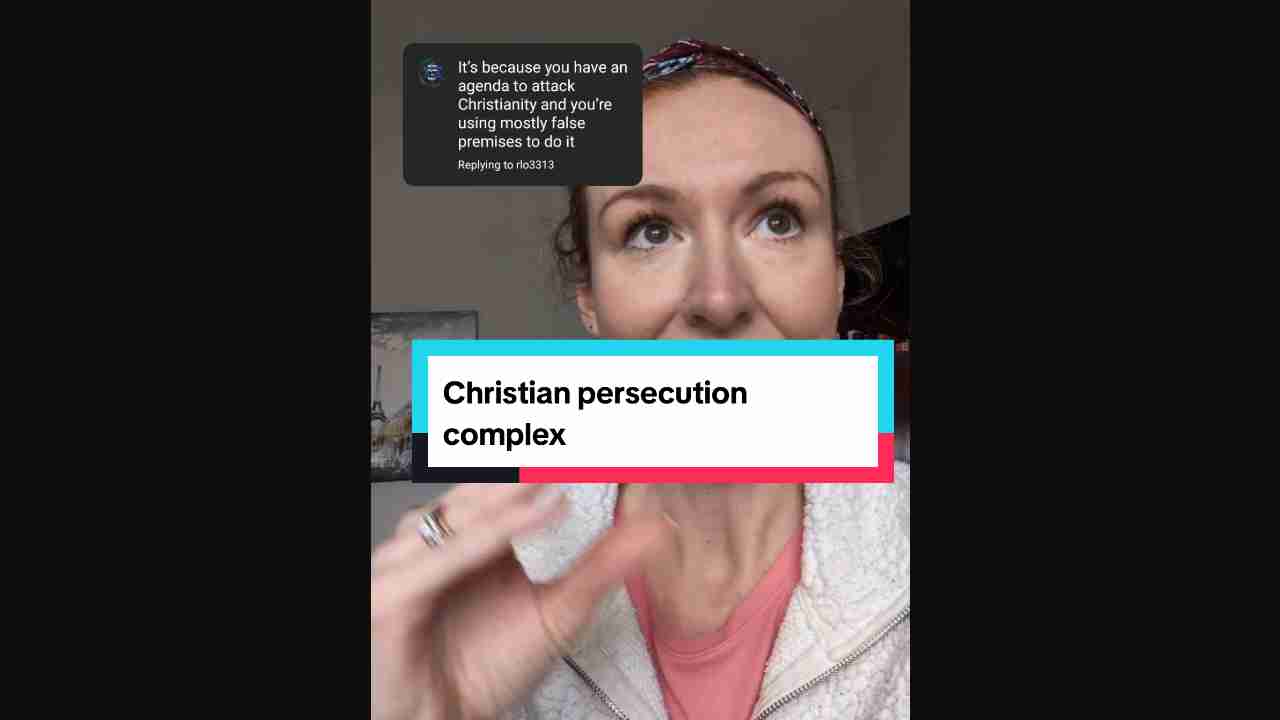 It's because you have an
agenda to attack
Christianity and you're
using mostly false
premises to do it
Replying to rlo3313
Christian persecution
complex